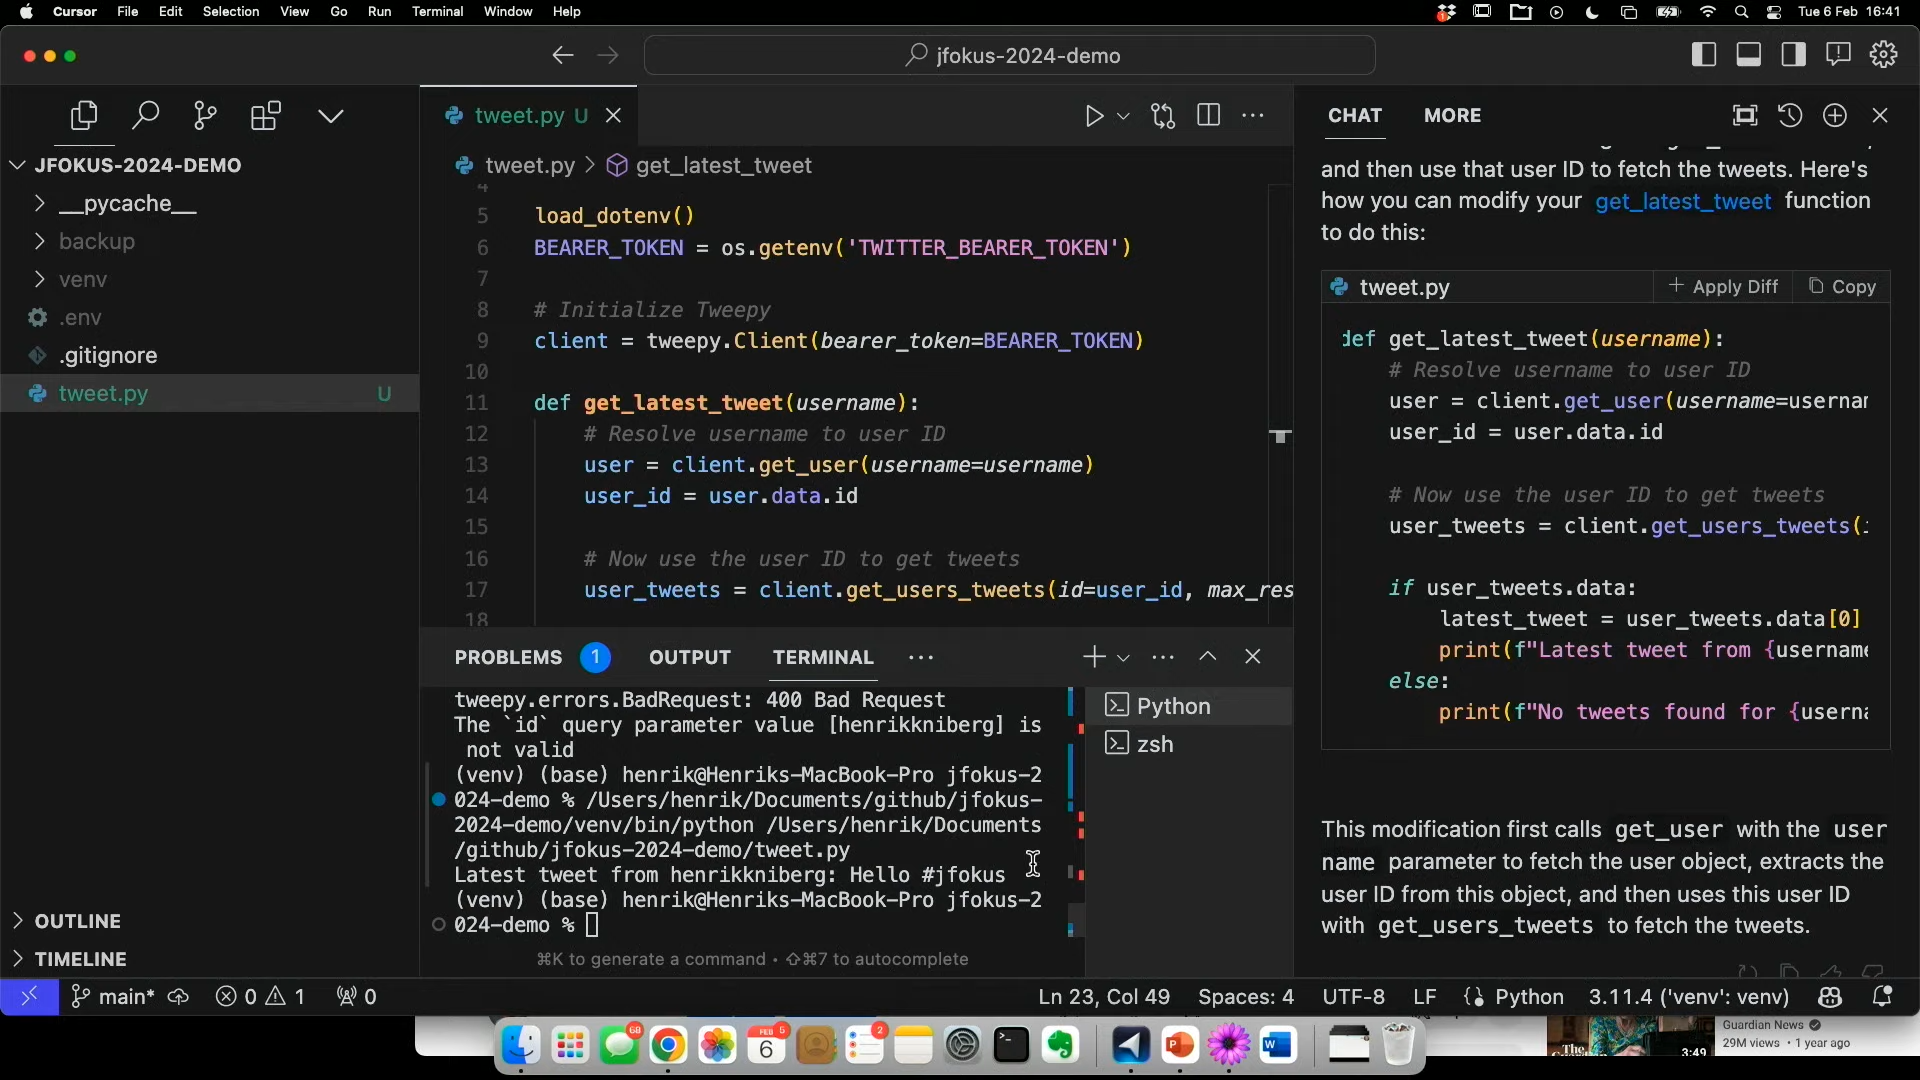 Cursor File Edit Selection View Go Run Terminal Window Help
Tue 6 Feb 16:41
jfokus-2024-demo
JFOKUS-2024-DEMO
__pycache__
backup
venv
.env
.gitignore
tweet.py U
OUTLINE
TIMELINE
tweet.py U
tweet.py > get_latest_tweet
4
5 load_dotenv()
6 BEARER_TOKEN = os.getenv('TWITTER_BEARER_TOKEN')
7
8 # Initialize Tweepy
9 client = tweepy.Client(bearer_token=BEARER_TOKEN)
10
11 def get_latest_tweet(username):
12 # Resolve username to user ID
13 user = client.get_user(username=username)
14 user_id = user.data.id
15
16 # Now use the user ID to get tweets
17 user_tweets = client.get_users_tweets(id=user_id, max_res
18
PROBLEMS 1 OUTPUT TERMINAL ...
tweepy.errors.BadRequest: 400 Bad Request
The `id` query parameter value [henrikkniberg] is
not valid
(venv) (base) henrik@Henriks-MacBook-Pro jfokus-2
024-demo % /Users/henrik/Documents/github/jfokus-
2024-demo/venv/bin/python /Users/henrik/Documents
/github/jfokus-2024-demo/tweet.py
Latest tweet from henrikkniberg: Hello #jfokus
(venv) (base) henrik@Henriks-MacBook-Pro jfokus-2
024-demo %
⌘K to generate a command • ⇧⌘7 to autocomplete
Python
zsh
CHAT MORE
and then use that user ID to fetch the tweets. Here's
how you can modify your get_latest_tweet function
to do this:
tweet.py + Apply Diff Copy
def get_latest_tweet(username):
# Resolve username to user ID
user = client.get_user(username=usernam
user_id = user.data.id
# Now use the user ID to get tweets
user_tweets = client.get_users_tweets(i
if user_tweets.data:
latest_tweet = user_tweets.data[0]
print(f"Latest tweet from {username
else:
print(f"No tweets found for {userna
This modification first calls get_user with the user
name parameter to fetch the user object, extracts the
user ID from this object, and then uses this user ID
with get_users_tweets to fetch the tweets.
main* 0 1 0
Ln 23, Col 49 Spaces: 4 UTF-8 LF Python 3.11.4 ('venv': venv)
68
FEB 6
6
2
The
3:49
Guardian News
29M views • 1 year ago